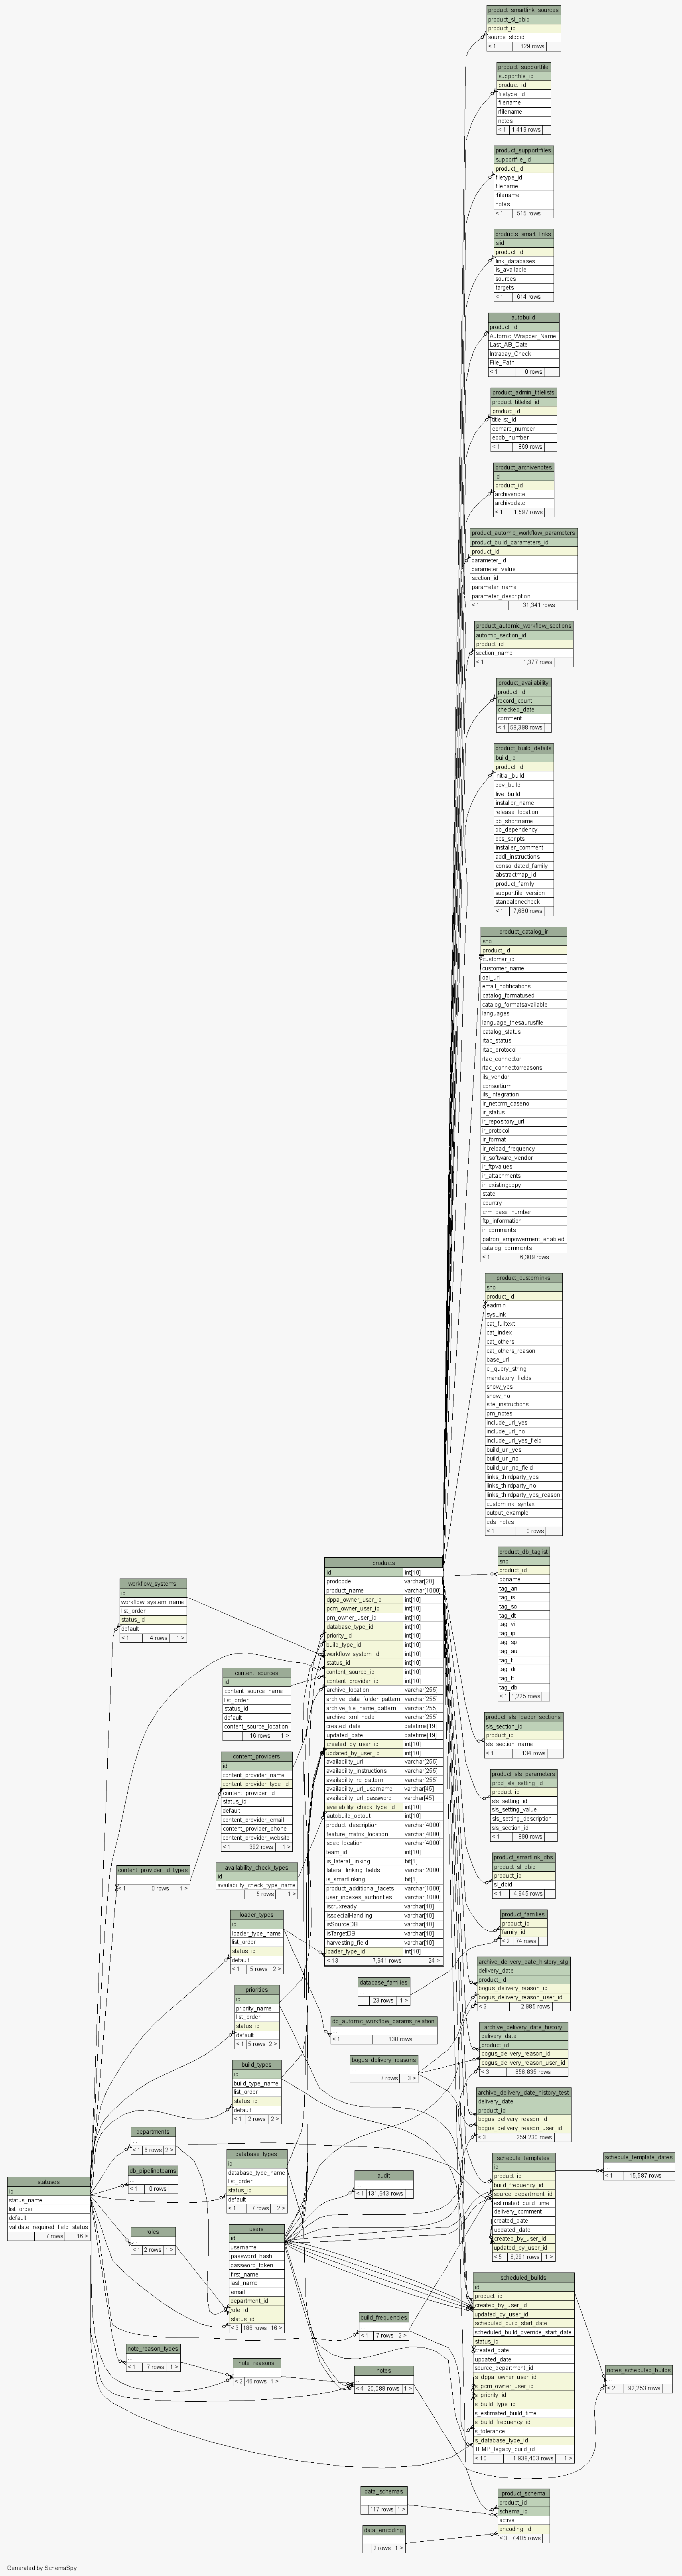 product_smartlink_sources
product_sl_dbid
product_id
source_sldbid
< 1 129 rows
product_supportfile
supportfile_id
product_id
filetype_id
filename
rfilename
notes
< 1 1,419 rows
product_supportrfiles
supportfile_id
product_id
filetype_id
filename
rfilename
notes
< 1 515 rows
products_smart_links
slid
product_id
link_databases
is_available
sources
targets
< 1 614 rows
autobuild
product_id
Automic_Wrapper_Name
Last_AB_Date
Intraday_Check
File_Path
< 1 0 rows
product_admin_titlelists
product_titlelist_id
product_id
titlelist_id
epmarc_number
epdb_number
< 1 869 rows
product_archivenotes
id
product_id
archivenote
archivedate
< 1 1,597 rows
product_automic_workflow_parameters
product_build_parameters_id
product_id
parameter_id
parameter_value
section_id
parameter_name
parameter_description
< 1 31,341 rows
product_automic_workflow_sections
automic_section_id
product_id
section_name
< 1 1,377 rows
product_availability
product_id
record_count
checked_date
comment
< 1 58,398 rows
product_build_details
build_id
product_id
initial_build
dev_build
live_build
installer_name
release_location
db_shortname
db_dependency
pcs_scripts
installer_comment
addl_instructions
consolidated_family
abstractmap_id
product_family
supportfile_version
standalonecheck
< 1 7,680 rows
product_catalog_ir
sno
product_id
customer_id
customer_name
oai_url
email_notifications
catalog_formatused
catalog_formatsavailable
languages
language_thesaurusfile
catalog_status
rtac_status
rtac_protocol
rtac_connector
rtac_connectorreasons
ils_vendor
consortium
ils_integration
ir_netcrm_caseno
ir_status
ir_repository_url
ir_protocol
ir_format
ir_reload_frequency
ir_software_vendor
ir_ftpvalues
ir_attachments
ir_existingcopy
state
country
crm_case_number
ftp_information
ir_comments
patron_empowerment_enabled
catalog_comments
< 1 6,309 rows
product_customlinks
sno
product_id
eadmin
sysLink
cat_fulltext
cat_index
cat_others
cat_others_reason
base_url
cl_query_string
mandatory_fields
show_yes
show_no
site_instructions
pm_notes
include_url_yes
include_url_no
include_url_yes_field
build_url_yes
build_url_no
build_url_no_field
links_thirdparty_yes
links_thirdparty_no
links_thirdparty_yes_reason
customlink_syntax
output_example
eds_notes
< 1 0 rows
product_db_taglist
sno
product_id
dbname
tag_an
tag_is
tag_so
tag_dt
tag_vi
tag_ip
tag_sp
tag_au
tag_ti
tag_di
tag_ft
tag_db
< 1 1,225 rows
products
id int[10]
prodcode varchar[20]
product_name varchar[1000]
dppa_owner_user_id int[10]
pcm_owner_user_id int[10]
pm_owner_user_id int[10]
database_type_id int[10]
priority_id int[10]
build_type_id int[10]
workflow_system_id int[10]
status_id int[10]
content_source_id int[10]
content_provider_id int[10]
archive_location varchar[255]
archive_data_folder_pattern varchar[255]
archive_file_name_pattern varchar[255]
archive_xml_node varchar[255]
created_date datetime[19]
updated_date datetime[19]
created_by_user_id int[10]
updated_by_user_id int[10]
availability_url varchar[255]
availability_instructions varchar[255]
availability_rc_pattern varchar[255]
availability_url_username varchar[45]
availability_url_password varchar[45]
availability_check_type_id int[10]
autobuild_optout int[10]
product_description varchar[4000]
feature_matrix_location varchar[4000]
spec_location varchar[4000]
team_id int[10]
is_lateral_linking bit[1]
lateral_linking_fields varchar[2000]
is_smartlinking bit[1]
product_additional_facets varchar[1000]
user_indexes_authorities varchar[1000]
iscruxready varchar[10]
isspecialHandling varchar[10]
isSourceDB varchar[10]
isTargetDB varchar[10]
harvesting_field varchar[10]
loader_type_id int[10]
< 13 7,941 rows 24 >
workflow_systems
id
workflow_system_name
list_order
status_id
default
< 1 4 rows 1 >
content_sources
id
content_source_name
list_order
status_id
default
content_source_location
16 rows 1 >
content_providers
id
content_provider_name
content_provider_type_id
content_provider_id
status_id
default
content_provider_email
content_provider_phone
content_provider_website
< 1 392 rows 1 >
content_provider_id_types
...
< 1 0 rows 1 >
availability_check_types
id
availability_check_type_name
5 rows 1 >
loader_types
id
loader_type_name
list_order
status_id
default
< 1 5 rows 2 >
priorities
id
priority_name
list_order
status_id
default
< 1 5 rows 2 >
build_types
id
build_type_name
list_order
status_id
default
< 1 2 rows 2 >
database_types
id
database_type_name
list_order
status_id
default
< 1 7 rows 2 >
users
id
username
password_hash
password_token
first_name
last_name
email
department_id
role_id
status_id
< 3 186 rows 16 >
departments
...
< 1 6 rows 2 >
db_pipelineteams
...
< 1 0 rows
roles
...
< 1 2 rows 1 >
statuses
id
status_name
list_order
default
validate_required_field_status
7 rows 16 >
note_reason_types
...
< 1 7 rows 1 >
note_reasons
...
< 2 46 rows 1 >
product_sls_loader_sections
sls_section_id
product_id
sls_section_name
< 1 134 rows
product_sls_parameters
prod_sls_setting_id
product_id
sls_setting_id
sls_setting_value
sls_setting_description
sls_section_id
< 1 890 rows
product_smartlink_dbs
product_sl_dbid
product_id
sl_dbid
< 1 4,945 rows
product_families
product_id
family_id
< 2 74 rows
database_families
...
23 rows 1 >
db_automic_workflow_params_relation
...
< 1 138 rows
bogus_delivery_reasons
...
7 rows 3 >
archive_delivery_date_history_stg
delivery_date
product_id
bogus_delivery_reason_id
bogus_delivery_reason_user_id
< 3 2,985 rows
archive_delivery_date_history
delivery_date
product_id
bogus_delivery_reason_id
bogus_delivery_reason_user_id
< 3 858,835 rows
archive_delivery_date_history_test
delivery_date
product_id
bogus_delivery_reason_id
bogus_delivery_reason_user_id
< 3 259,230 rows
audit
...
< 1 131,643 rows
schedule_templates
id
product_id
build_frequency_id
source_department_id
estimated_build_time
delivery_comment
created_date
updated_date
created_by_user_id
updated_by_user_id
< 5 8,291 rows 1 >
schedule_template_dates
...
< 1 15,587 rows
scheduled_builds
id
product_id
created_by_user_id
updated_by_user_id
scheduled_build_start_date
scheduled_build_override_start_date
status_id
created_date
updated_date
source_department_id
s_dppa_owner_user_id
s_pcm_owner_user_id
s_priority_id
s_build_type_id
s_estimated_build_time
s_build_frequency_id
s_tolerance
s_database_type_id
TEMP_legacy_build_id
< 10 1,938,403 rows 1 >
build_frequencies
...
< 1 7 rows 2 >
notes
...
< 4 20,088 rows 1 >
notes_scheduled_builds
...
< 2 92,253 rows
data_schemas
...
117 rows 1 >
data_encoding
...
2 rows 1 >
product_schema
product_id
schema_id
active
encoding_id
< 3 7,405 rows
Generated by SchemaSpy